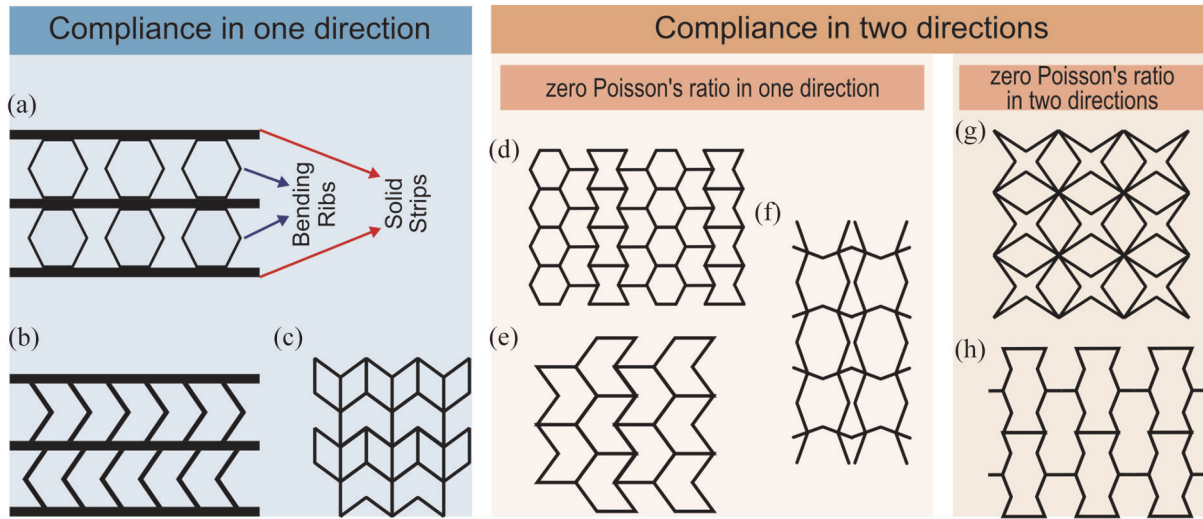 Compliance in one direction
(a)
Bending
Ribs
Solid
Strips
(b)
(c)
Compliance in two directions
zero Poisson's ratio in one direction
(d)
(e)
(f)
zero Poisson's ratio
in two directions
(g)
(h)